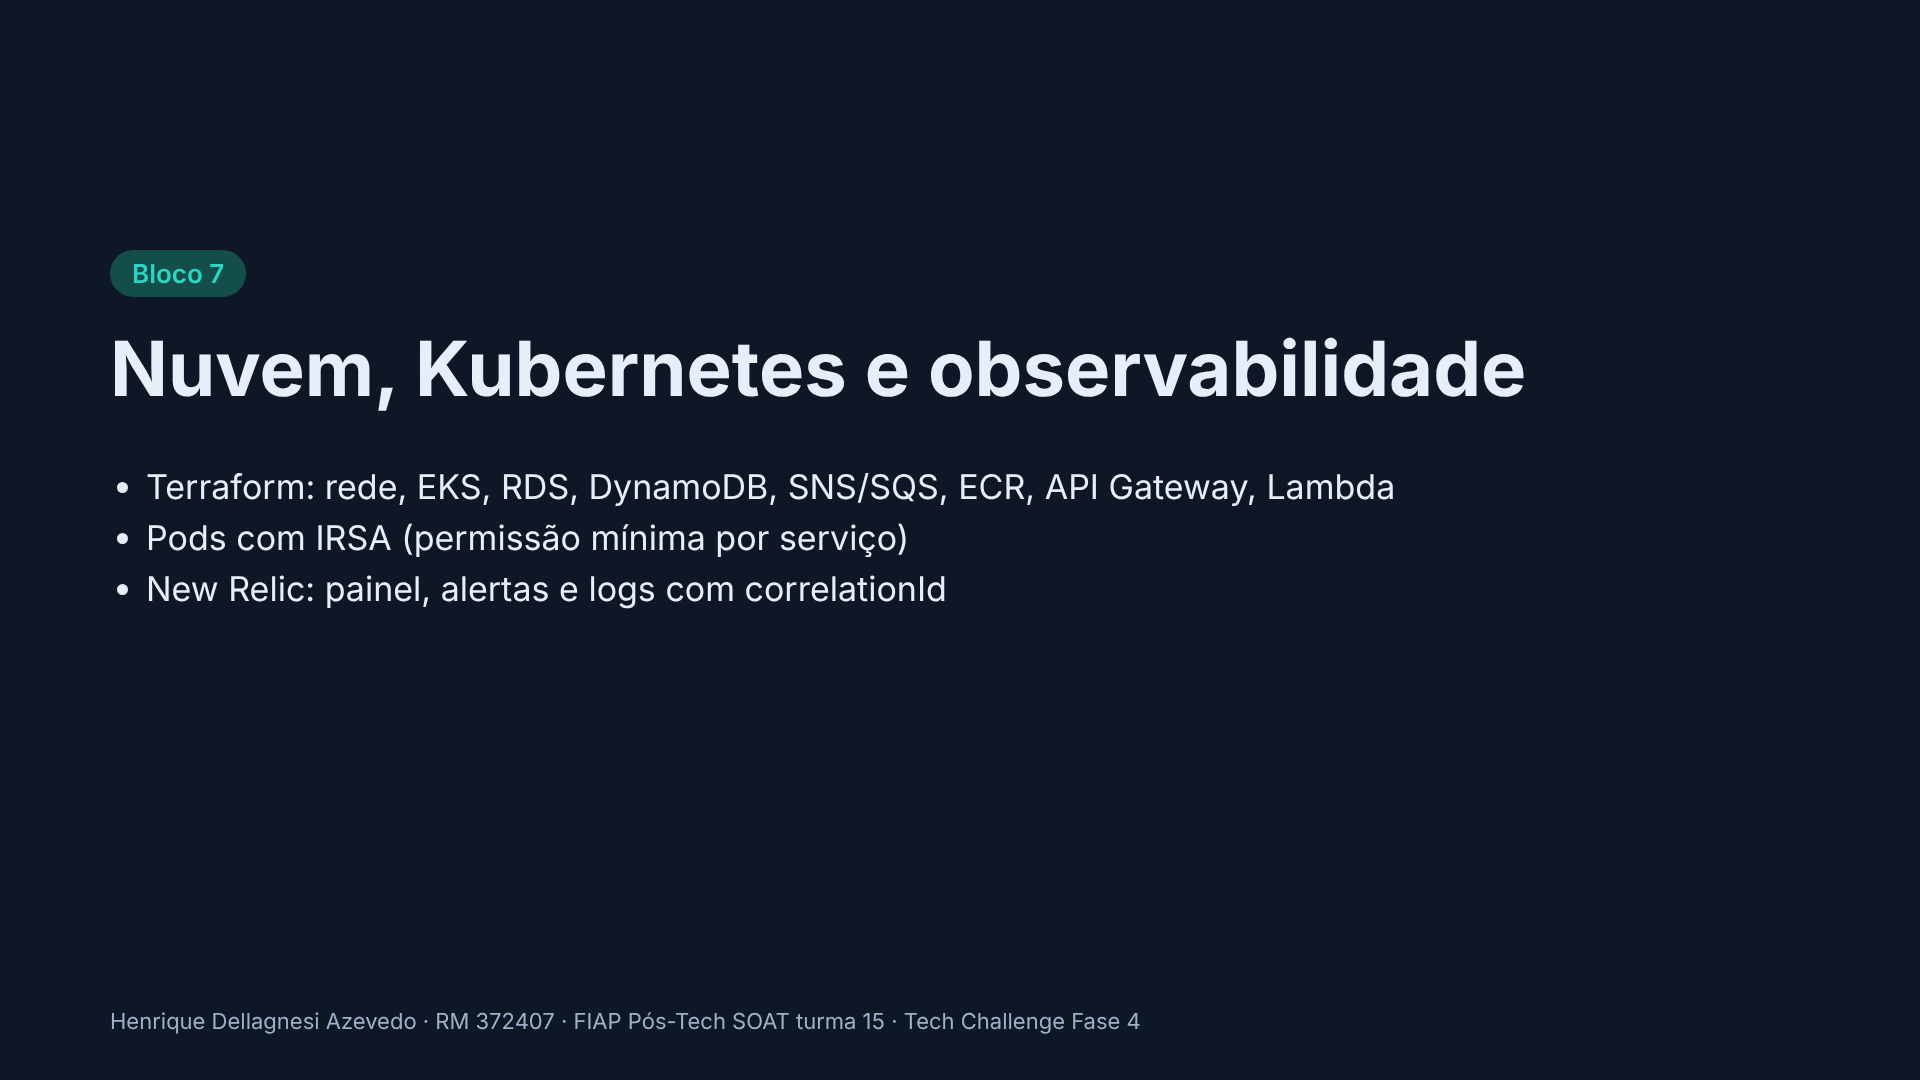 Bloco 7
Nuvem, Kubernetes e observabilidade
• Terraform: rede, EKS, RDS, DynamoDB, SNS/SQS, ECR, API Gateway, Lambda
• Pods com IRSA (permissão mínima por serviço)
• New Relic: painel, alertas e logs com correlationId
Henrique Dellagnesi Azevedo · RM 372407 · FIAP Pós-Tech SOAT turma 15 · Tech Challenge Fase 4